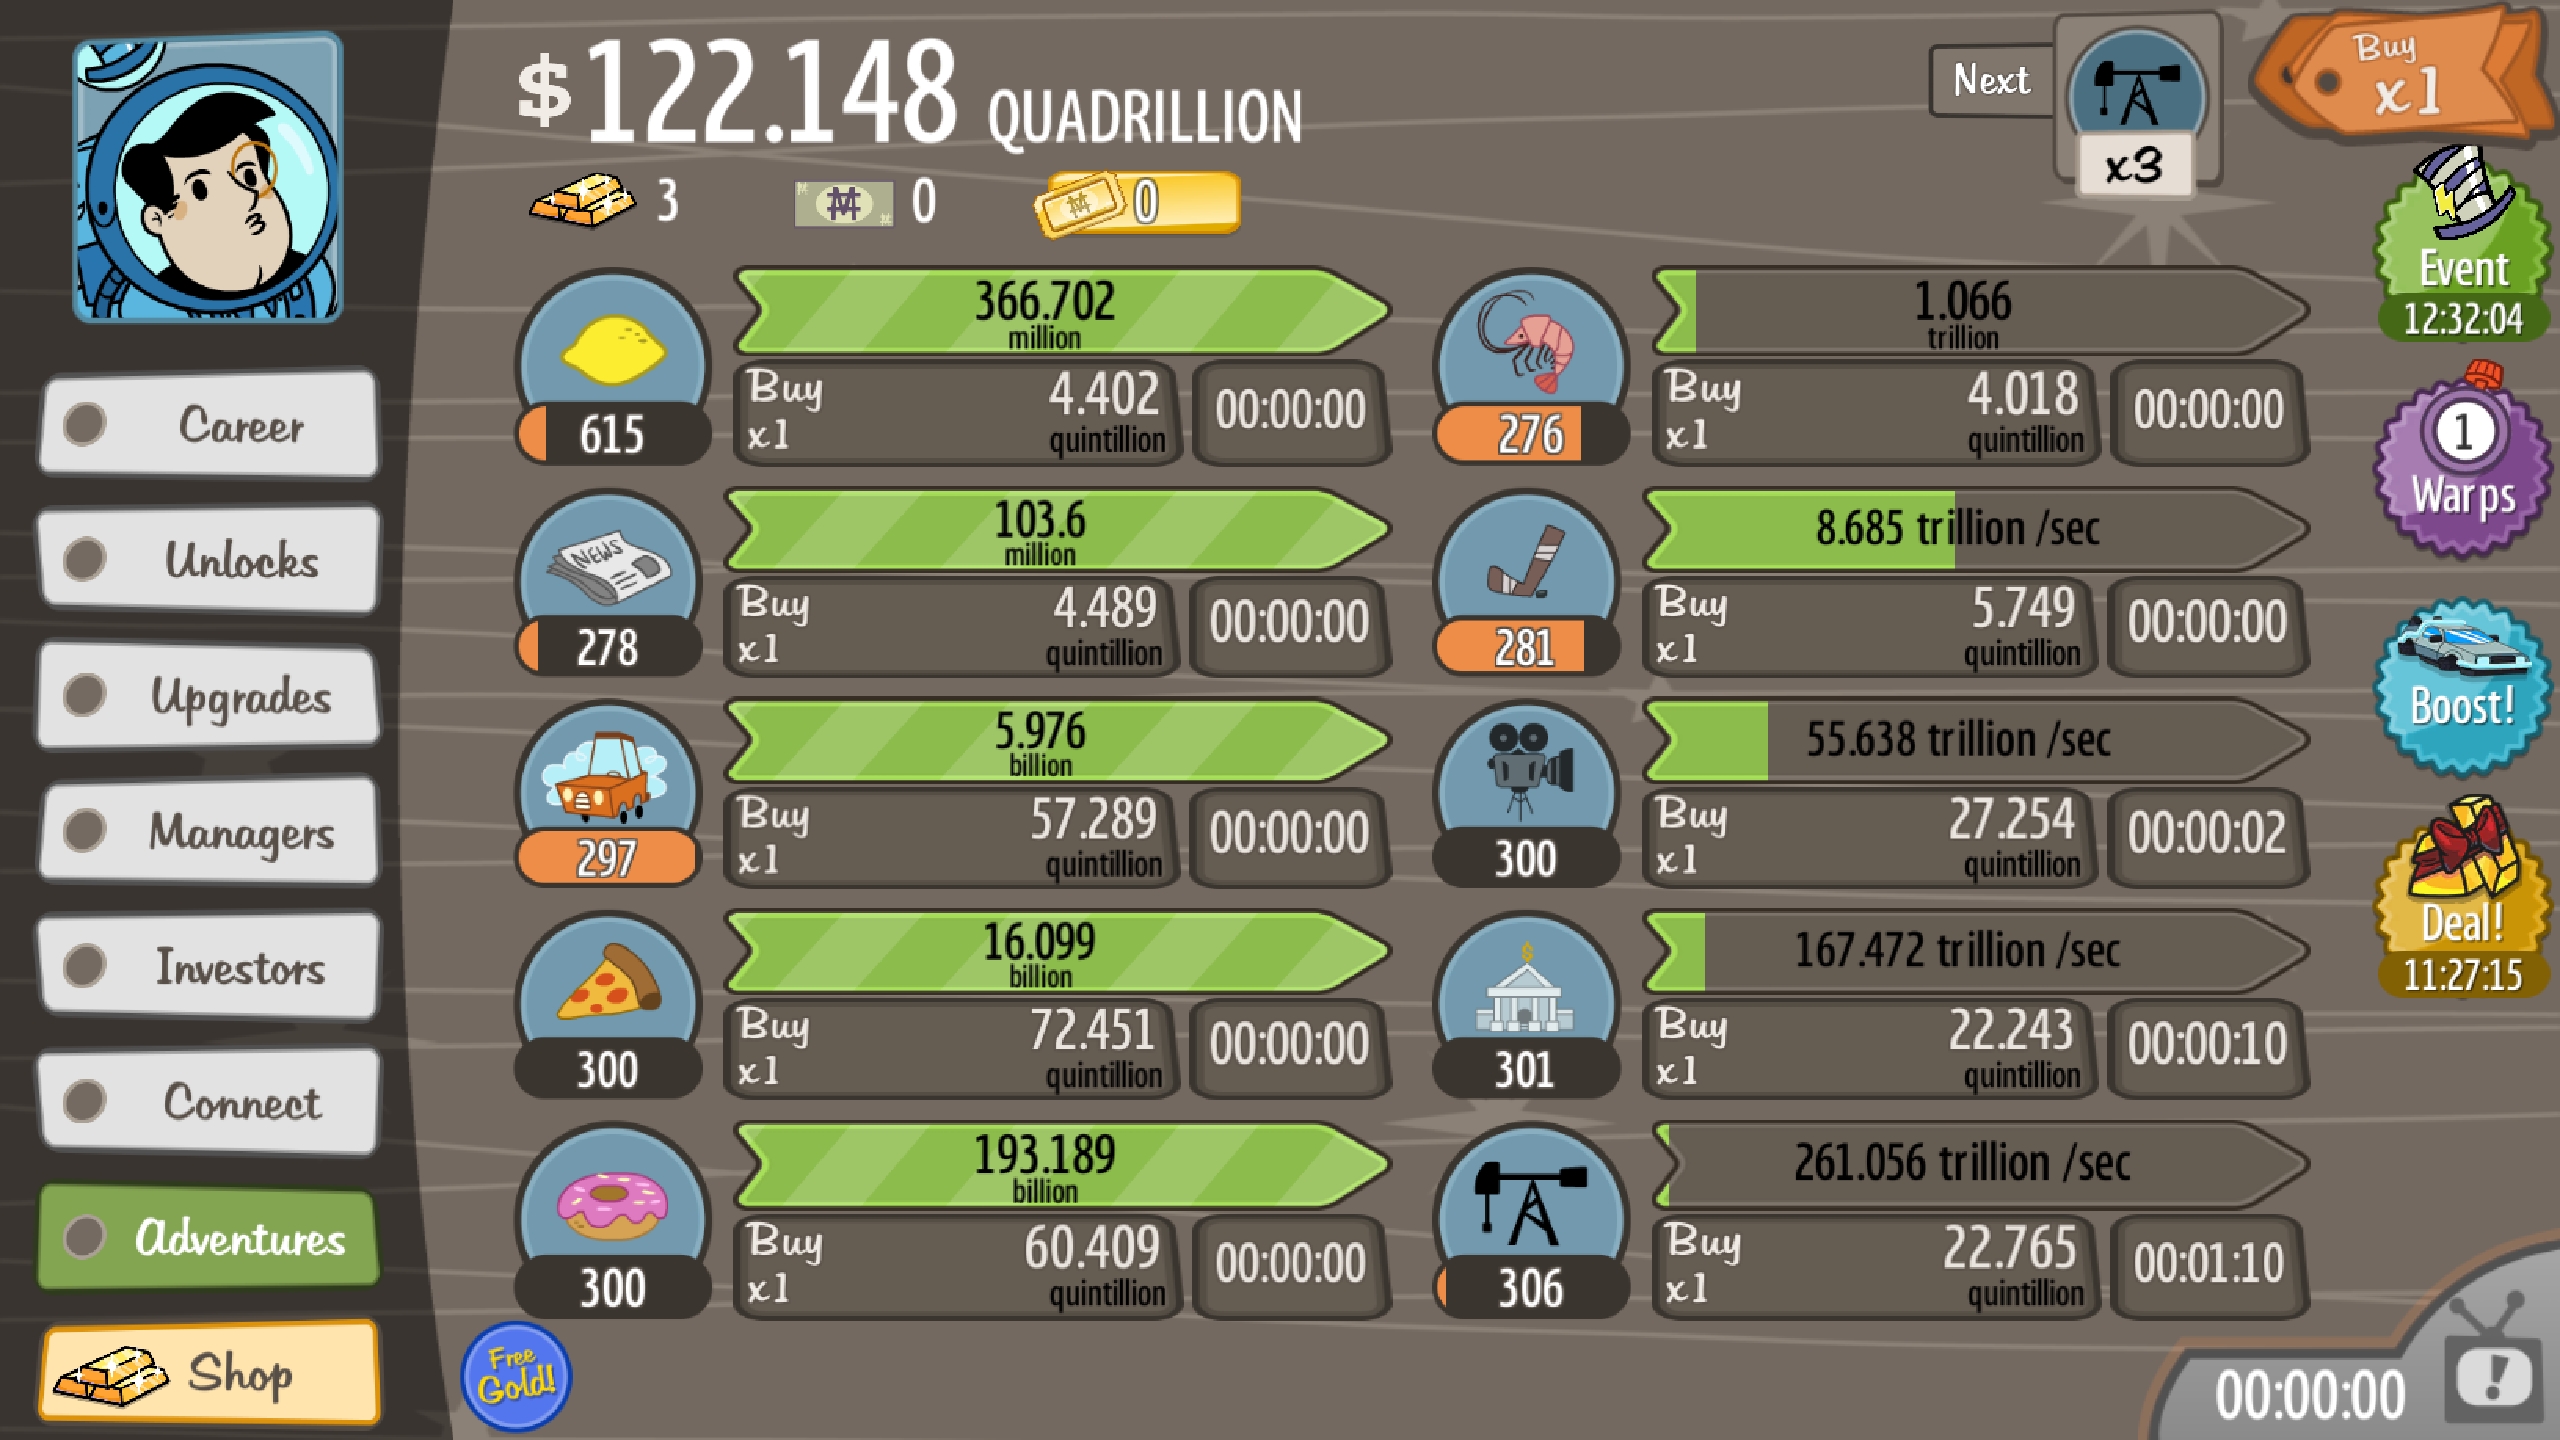 $122.148 QUADRILLION
3 0 0
Next
x3
Buy
x1
Event
12:32:04
1
Warps
Boost!
Deal!
11:27:15
Career
Unlocks
Upgrades
Managers
Investors
Connect
Adventures
Shop
366.702
million
615
Buy
x1
4.402
quintillion
00:00:00
NEWS
103.6
million
278
Buy
x1
4.489
quintillion
00:00:00
5.976
billion
297
Buy
x1
57.289
quintillion
00:00:00
16.099
billion
300
Buy
x1
72.451
quintillion
00:00:00
193.189
billion
300
Buy
x1
60.409
quintillion
00:00:00
1.066
trillion
276
Buy
x1
4.018
quintillion
00:00:00
8.685 trillion /sec
281
Buy
x1
5.749
quintillion
00:00:00
55.638 trillion /sec
300
Buy
x1
27.254
quintillion
00:00:02
167.472 trillion /sec
301
Buy
x1
22.243
quintillion
00:00:10
261.056 trillion /sec
306
Buy
x1
22.765
quintillion
00:01:10
Free
Gold!
00:00:00
!